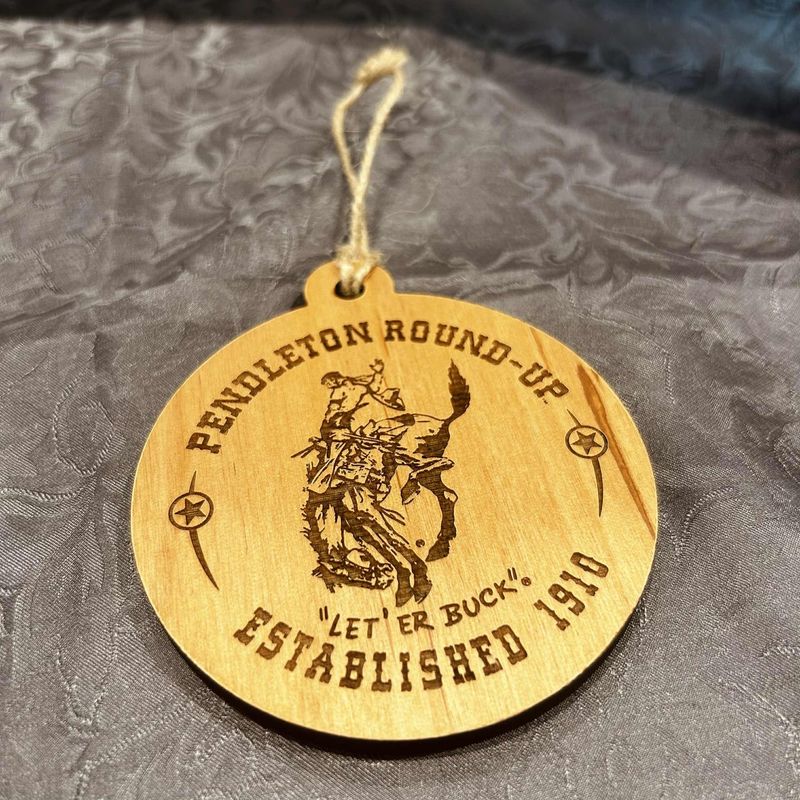 PENDLETON ROUND-UP
"LET 'ER BUCK"®
ESTABLISHED 1910